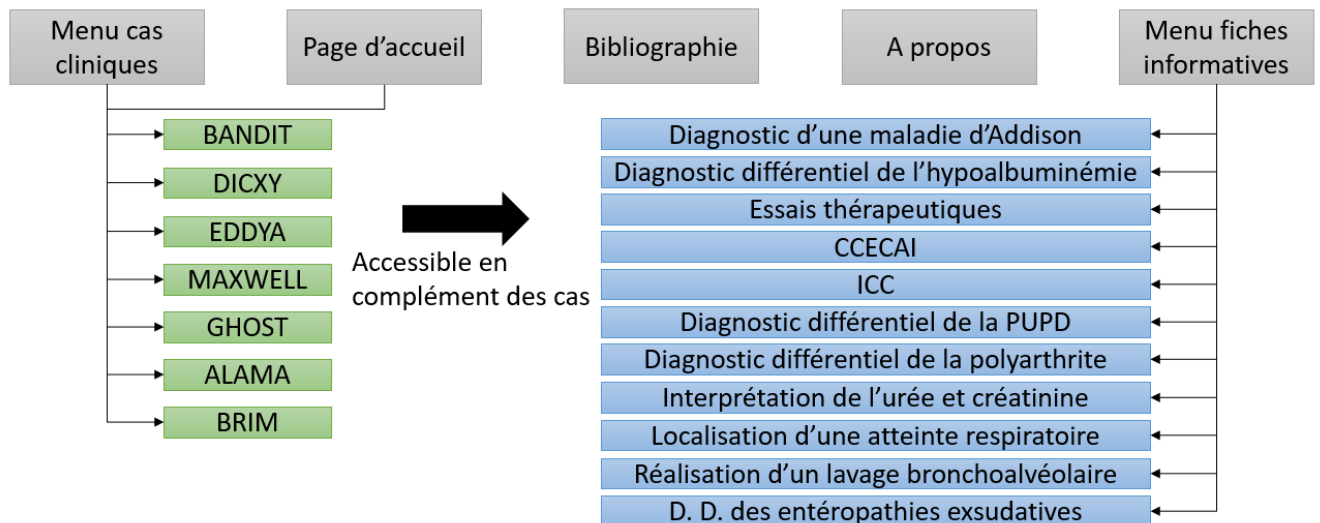 Menu cas
cliniques
Page d'accueil
Bibliographie
A propos
Menu fiches
informatives
BANDIT
DICXY
EDDYA
MAXWELL
GHOST
ALAMA
BRIM
Accessible en
complément des cas
Diagnostic d'une maladie d'Addison
Diagnostic différentiel de l'hypoalbuminémie
Essais thérapeutiques
CCECAI
ICC
Diagnostic différentiel de la PUPD
Diagnostic différentiel de la polyarthrite
Interprétation de l'urée et créatinine
Localisation d'une atteinte respiratoire
Réalisation d'un lavage bronchoalvéolaire
D. D. des entéropathies exsudatives